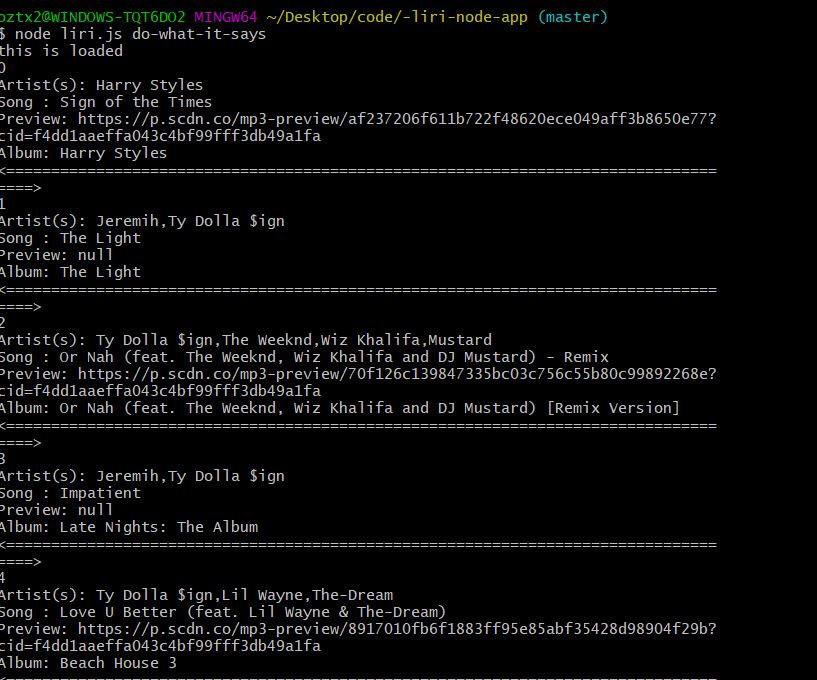 oztx2@WINDOWS-TQT6DO2 MINGW64 ~/Desktop/code/-liri-node-app (master)
$ node liri.js do-what-it-says
this is loaded
0
Artist(s): Harry Styles
Song : Sign of the Times
Preview: https://p.scdn.co/mp3-preview/af237206f611b722f48620ece049aff3b8650e77?
cid=f4dd1aaeffa043c4bf99fff3db49a1fa
Album: Harry Styles
<===============================================================================
====>
1
Artist(s): Jeremih,Ty Dolla $ign
Song : The Light
Preview: null
Album: The Light
<===============================================================================
====>
2
Artist(s): Ty Dolla $ign,The Weeknd,Wiz Khalifa,Mustard
Song : Or Nah (feat. The Weeknd, Wiz Khalifa and DJ Mustard) - Remix
Preview: https://p.scdn.co/mp3-preview/70f126c139847335bc03c756c55b80c99892268e?
cid=f4dd1aaeffa043c4bf99fff3db49a1fa
Album: Or Nah (feat. The Weeknd, Wiz Khalifa and DJ Mustard) [Remix Version]
<===============================================================================
====>
3
Artist(s): Jeremih,Ty Dolla $ign
Song : Impatient
Preview: null
Album: Late Nights: The Album
<===============================================================================
====>
4
Artist(s): Ty Dolla $ign,Lil Wayne,The-Dream
Song : Love U Better (feat. Lil Wayne & The-Dream)
Preview: https://p.scdn.co/mp3-preview/8917010fb6f1883ff95e85abf35428d98904f29b?
cid=f4dd1aaeffa043c4bf99fff3db49a1fa
Album: Beach House 3
<===============================================================================